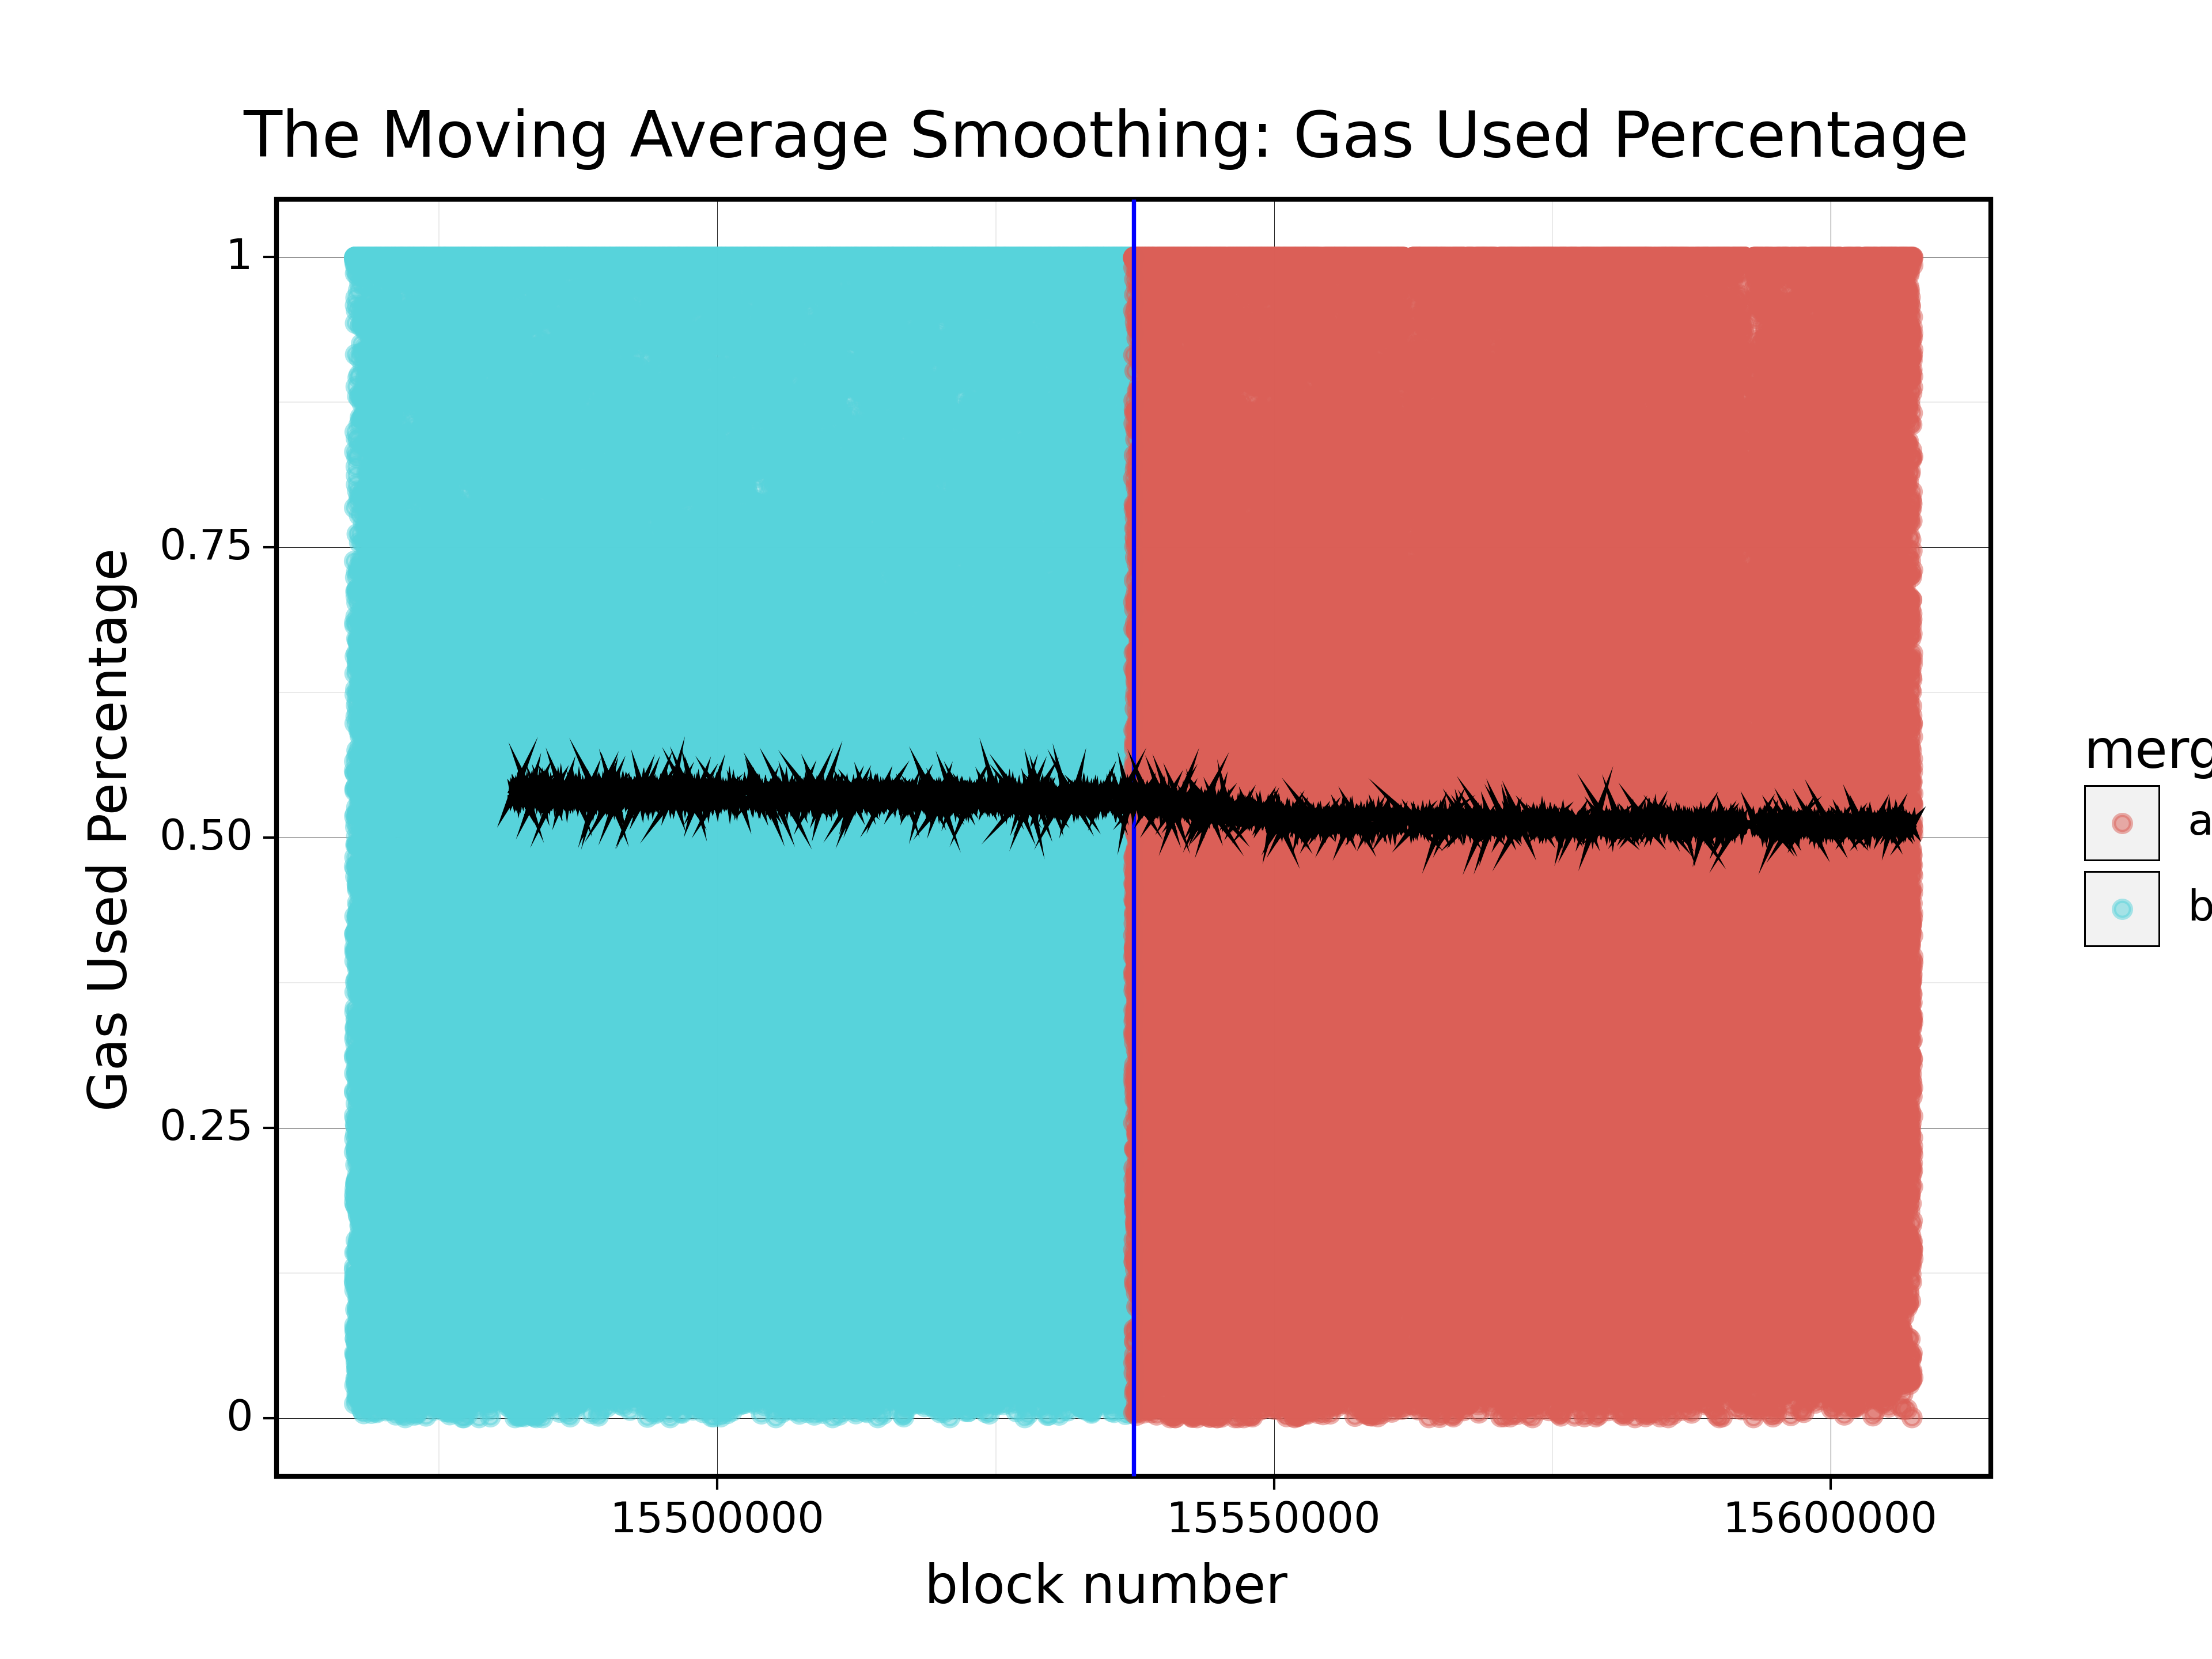 The Moving Average Smoothing: Gas Used Percentage
Gas Used Percentage
1
0.75
0.50
0.25
0
15500000
15550000
15600000
block number
merg
a
b